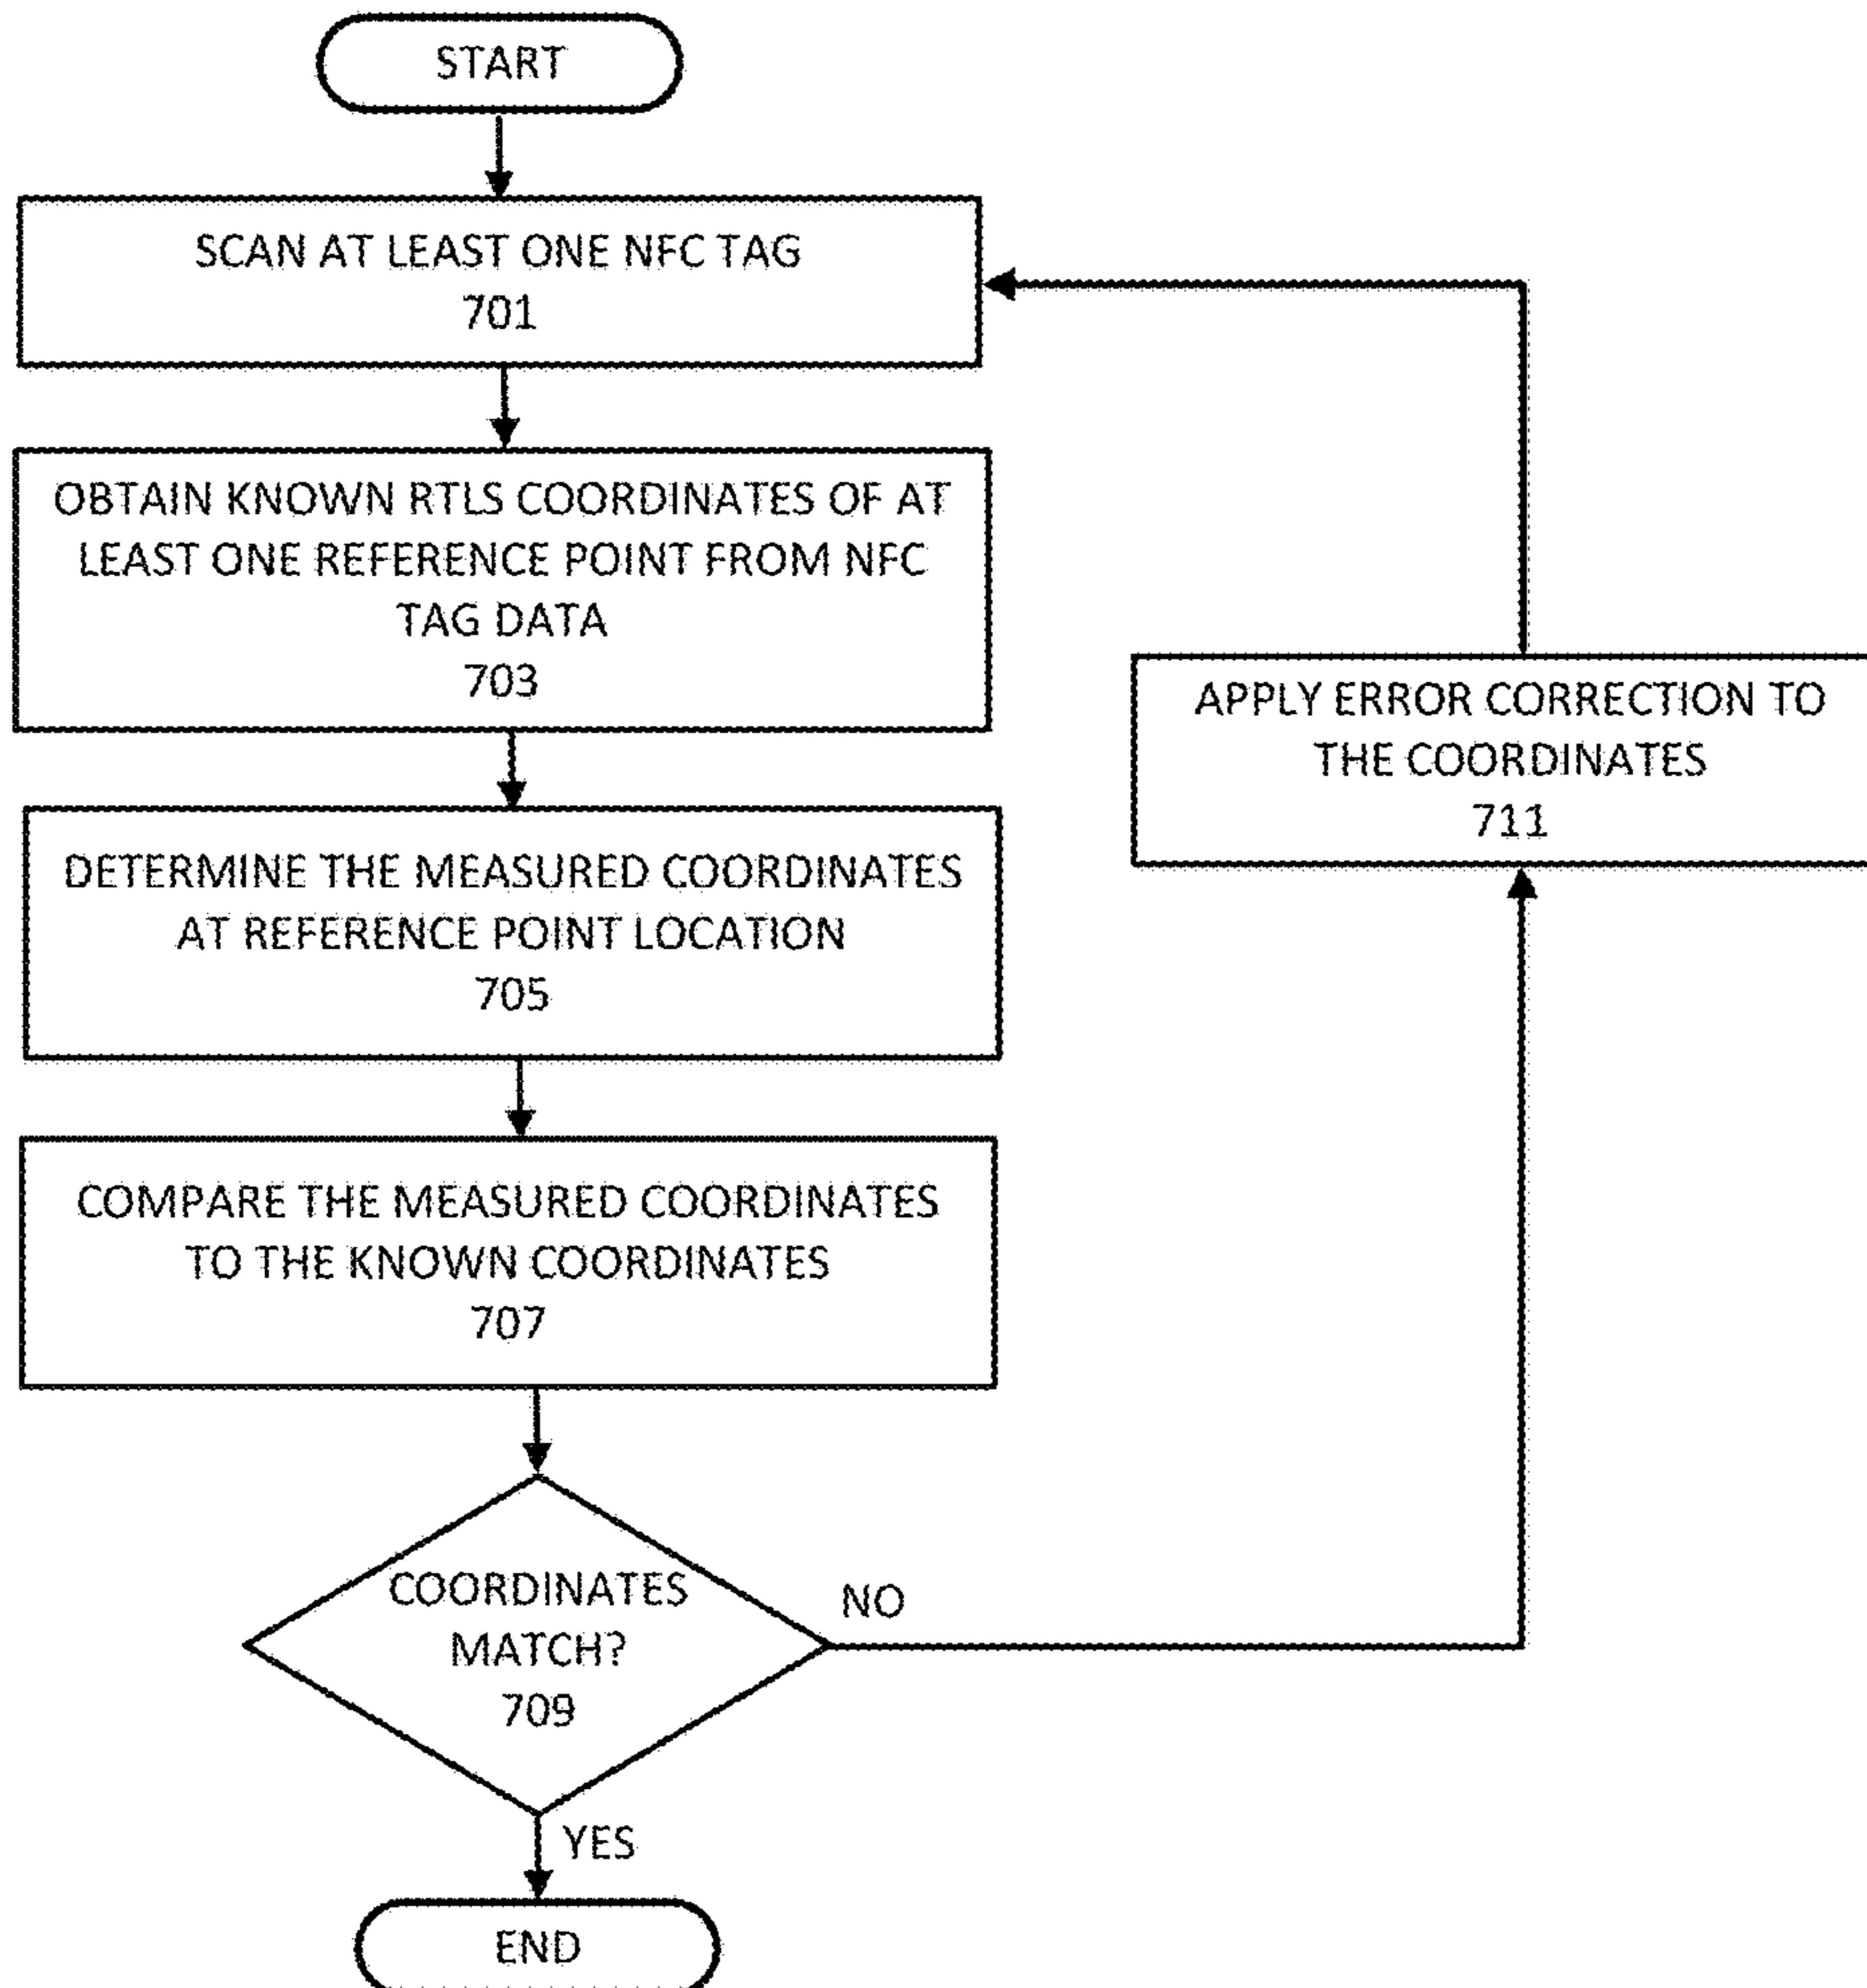 START
SCAN AT LEAST ONE NFC TAG
701
OBTAIN KNOWN RTLS COORDINATES OF AT
LEAST ONE REFERENCE POINT FROM NFC
TAG DATA
703
DETERMINE THE MEASURED COORDINATES
AT REFERENCE POINT LOCATION
705
COMPARE THE MEASURED COORDINATES
TO THE KNOWN COORDINATES
707
COORDINATES
MATCH?
709
NO
APPLY ERROR CORRECTION TO
THE COORDINATES
711
YES
END